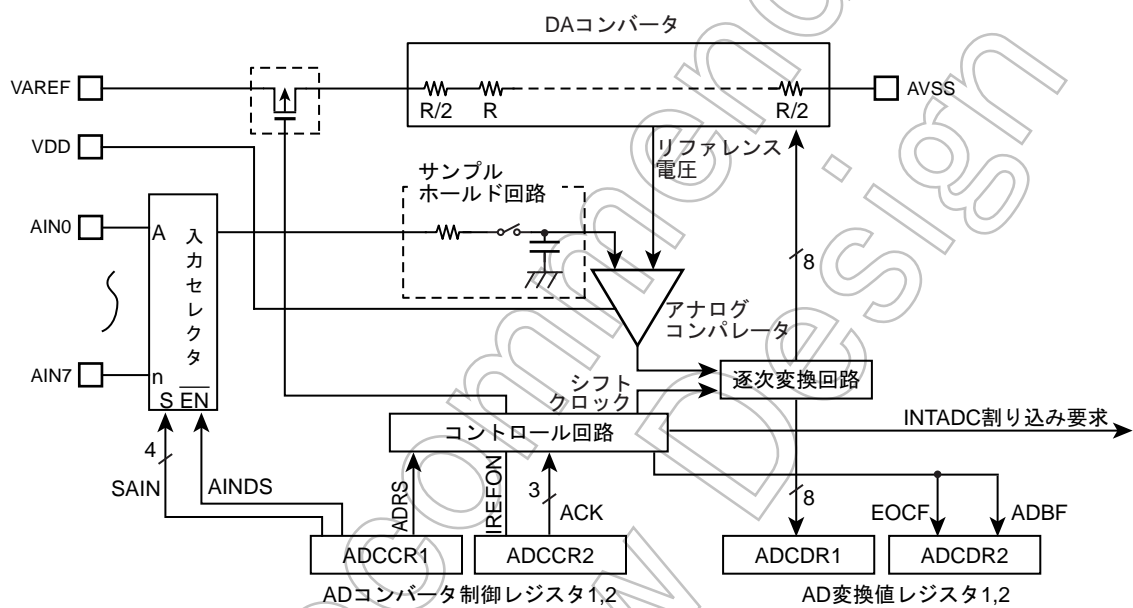 DAコンバータ
VAREF
R/2
R
R/2
AVSS
VDD
リファレンス
電圧
サンプル
ホールド回路
AIN0
A
入力セレクタ
8
アナログ
コンパレータ
AIN7
n
S EN
シフト
クロック
逐次変換回路
コントロール回路
INTADC割り込み要求
4
SAIN
AINDS
ADRS
IREFON
3
ACK
8
EOCF
ADBF
ADCCR1
ADCCR2
ADCDR1
ADCDR2
ADコンバータ制御レジスタ1,2
AD変換値レジスタ1,2